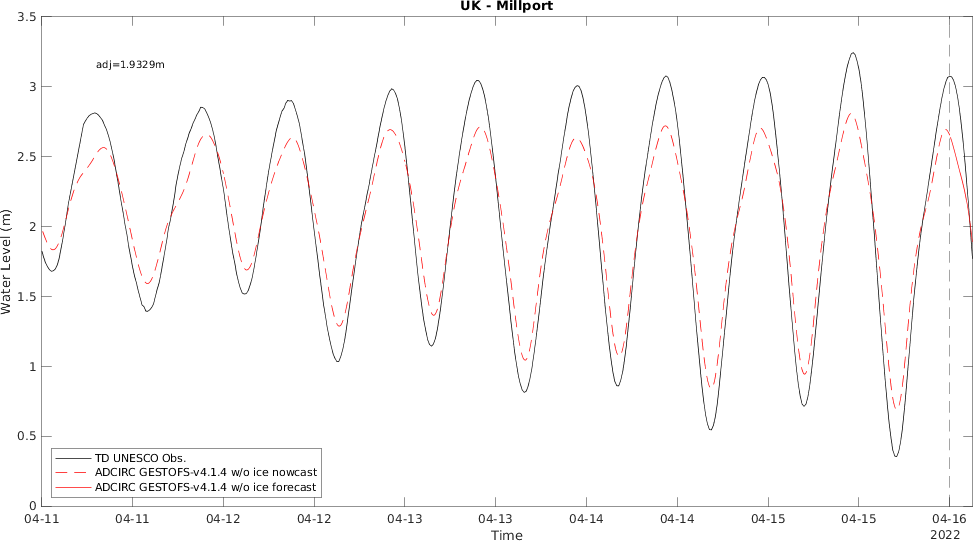 UK - Millport
adj=1.9329m
Water Level (m)
3.5
3
2.5
2
1.5
1
0.5
0
TD UNESCO Obs.
ADCIRC GESTOFS-v4.1.4 w/o ice nowcast
ADCIRC GESTOFS-v4.1.4 w/o ice forecast
04-11 04-11 04-12 04-12 04-13 04-13 04-14 04-14 04-15 04-15 04-16
Time 2022